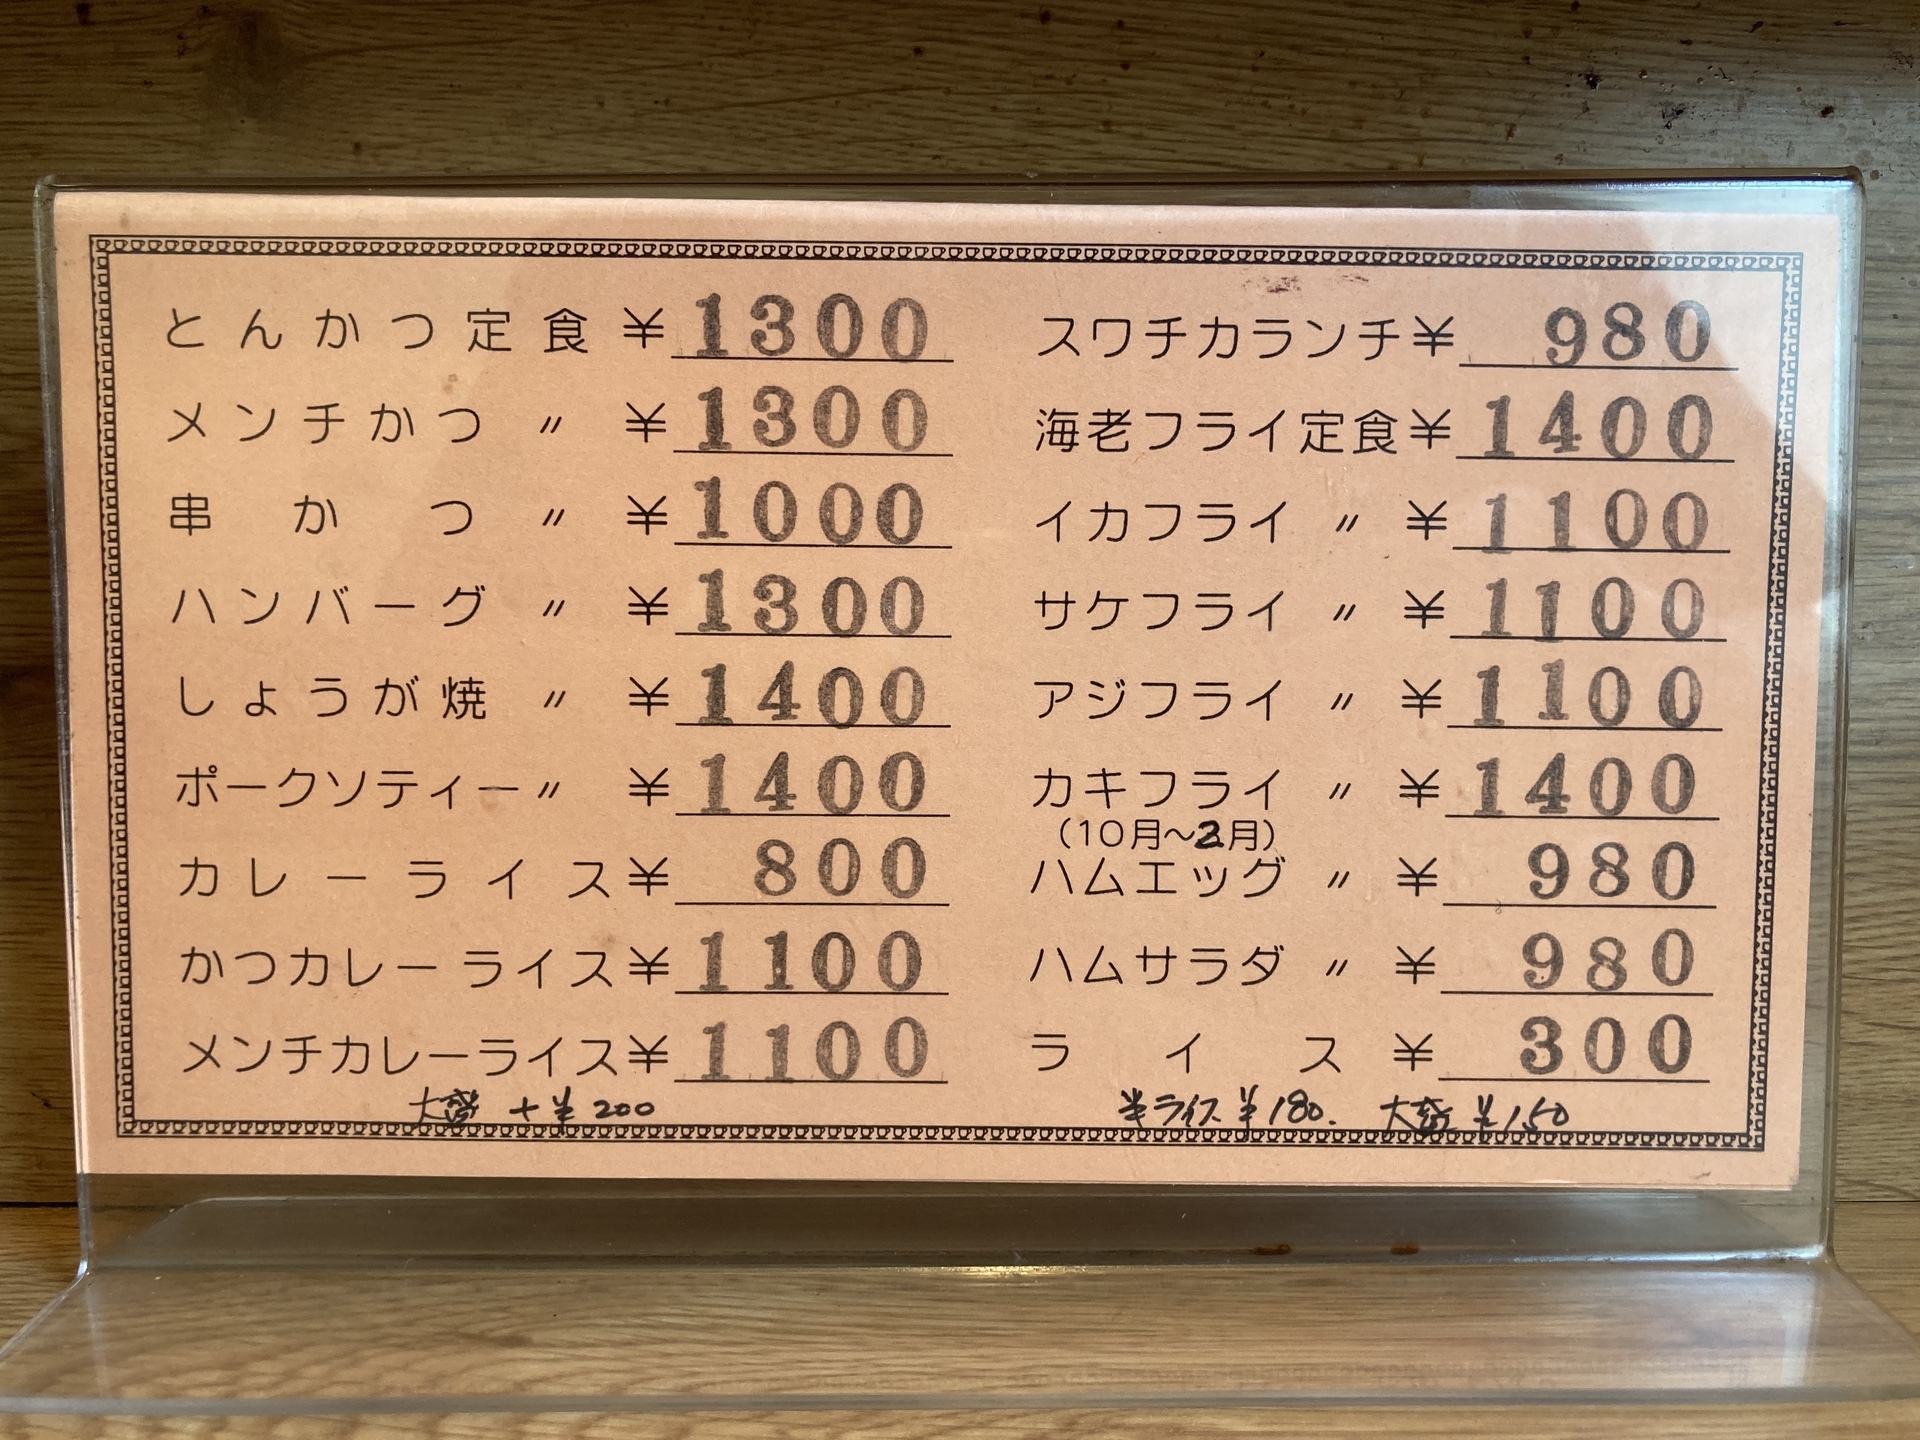 とんかつ定食 ¥1300
メンチかつ 〃 ¥1300
串かつ 〃 ¥1000
ハンバーグ 〃 ¥1300
しょうが焼 〃 ¥1400
ポークソティー〃 ¥1400
カレーライス¥ 800
かつカレーライス¥1100
メンチカレーライス¥1100
大盛 +¥200
スワチカランチ¥ 980
海老フライ定食¥1400
イカフライ 〃 ¥1100
サケフライ 〃 ¥1100
アジフライ 〃 ¥1100
カキフライ 〃 ¥1400
(10月〜2月)
ハムエッグ 〃 ¥ 980
ハムサラダ 〃 ¥ 980
ライス ¥ 300
半ライス ¥180. 大盛 ¥150